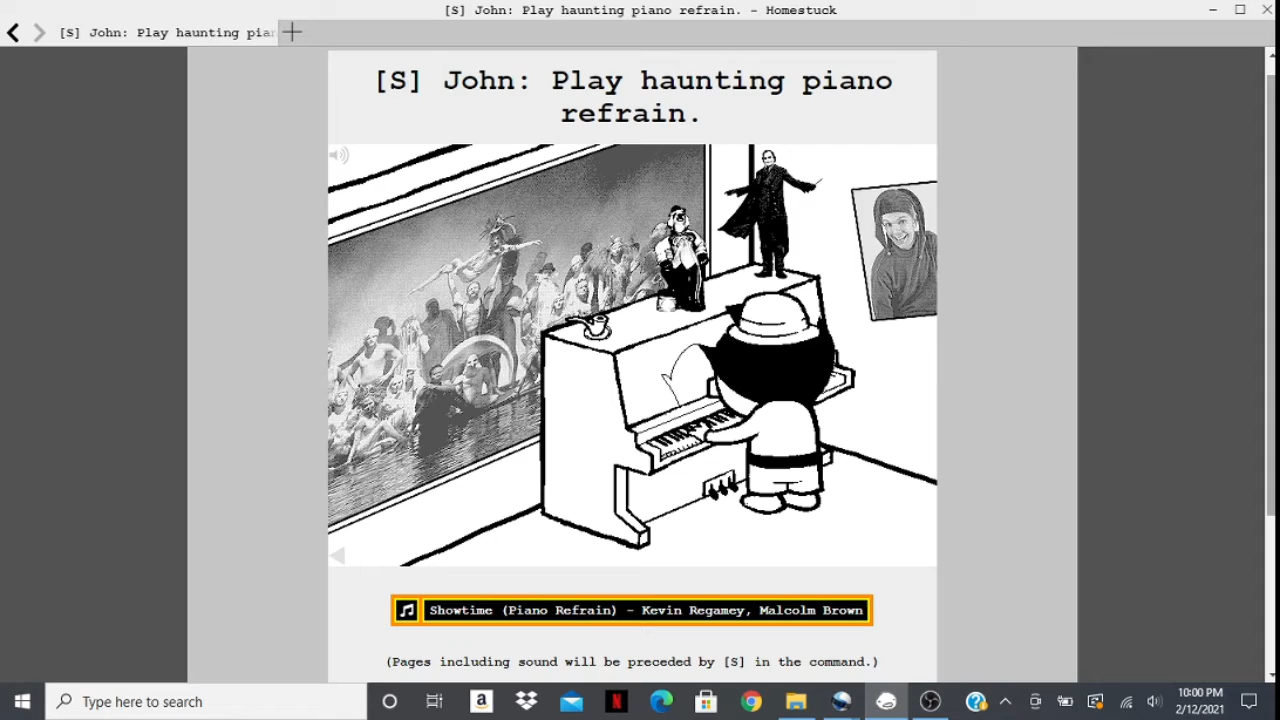 [S] John: Play haunting piano refrain. - Homestuck
[S] John: Play haunting pia
[S] John: Play haunting piano
refrain.
Showtime (Piano Refrain) - Kevin Regamey, Malcolm Brown
(Pages including sound will be preceded by [S] in the command.)
Type here to search
10:00 PM
2/12/2021